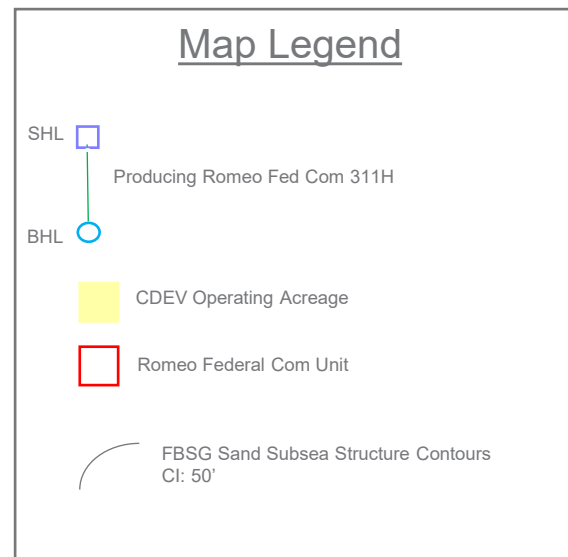 Map Legend
SHL
Producing Romeo Fed Com 311H
BHL
CDEV Operating Acreage
Romeo Federal Com Unit
FBSG Sand Subsea Structure Contours
CI: 50’